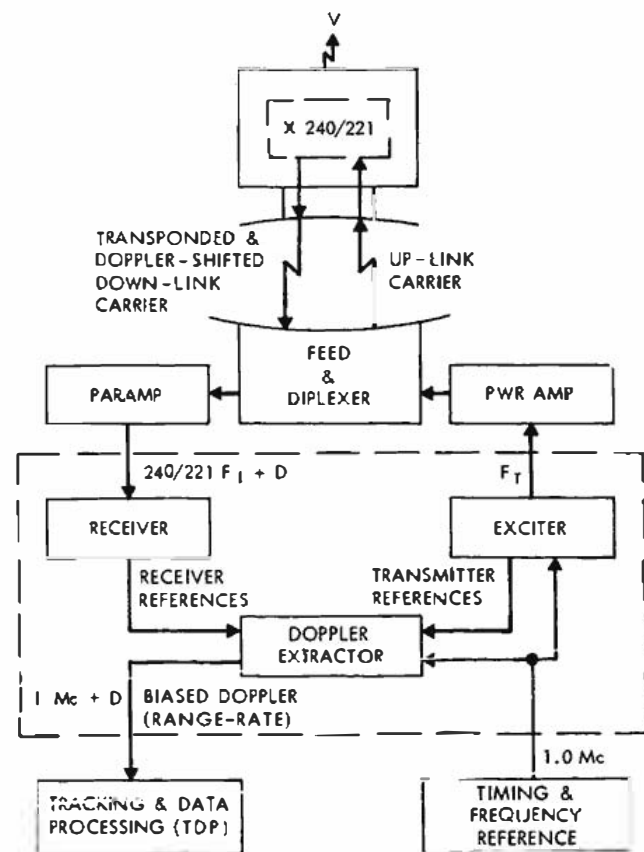 V
X 240/221
TRANSPONDED &
DOPPLER-SHIFTED
DOWN-LINK
CARRIER
UP-LINK
CARRIER
FEED
&
DIPLEXER
PARAMP
PWR AMP
240/221 F I + D
F T
RECEIVER
EXCITER
RECEIVER
REFERENCES
TRANSMITTER
REFERENCES
DOPPLER
EXTRACTOR
1 Mc + D
BIASED DOPPLER
(RANGE-RATE)
1.0 Mc
TRACKING & DATA
PROCESSING (TDP)
TIMING &
FREQUENCY
REFERENCE